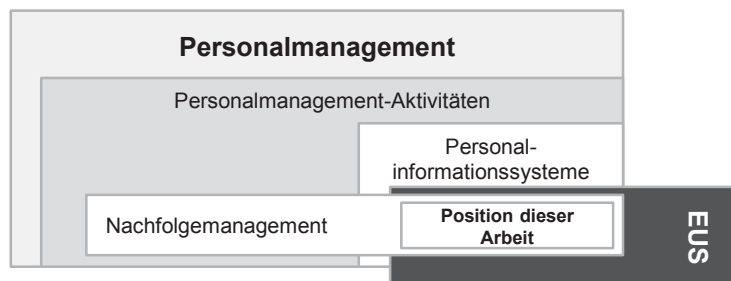 Personalmanagement
Personalmanagement-Aktivitäten
Personal-
informationssysteme
Nachfolgemanagement
Position dieser
Arbeit
EUS